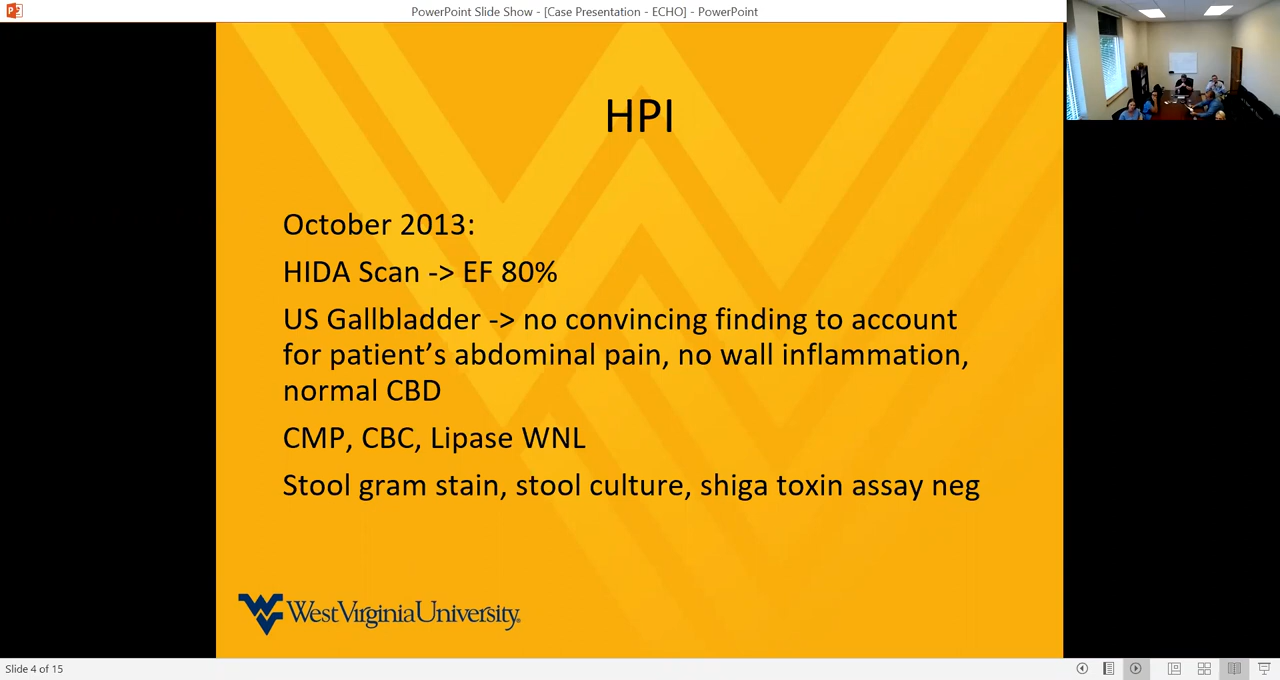 PowerPoint Slide Show - [Case Presentation - ECHO] - PowerPoint
HPI
October 2013:
HIDA Scan -> EF 80%
US Gallbladder -> no convincing finding to account
for patient’s abdominal pain, no wall inflammation,
normal CBD
CMP, CBC, Lipase WNL
Stool gram stain, stool culture, shiga toxin assay neg
WestVirginiaUniversity.
Slide 4 of 15